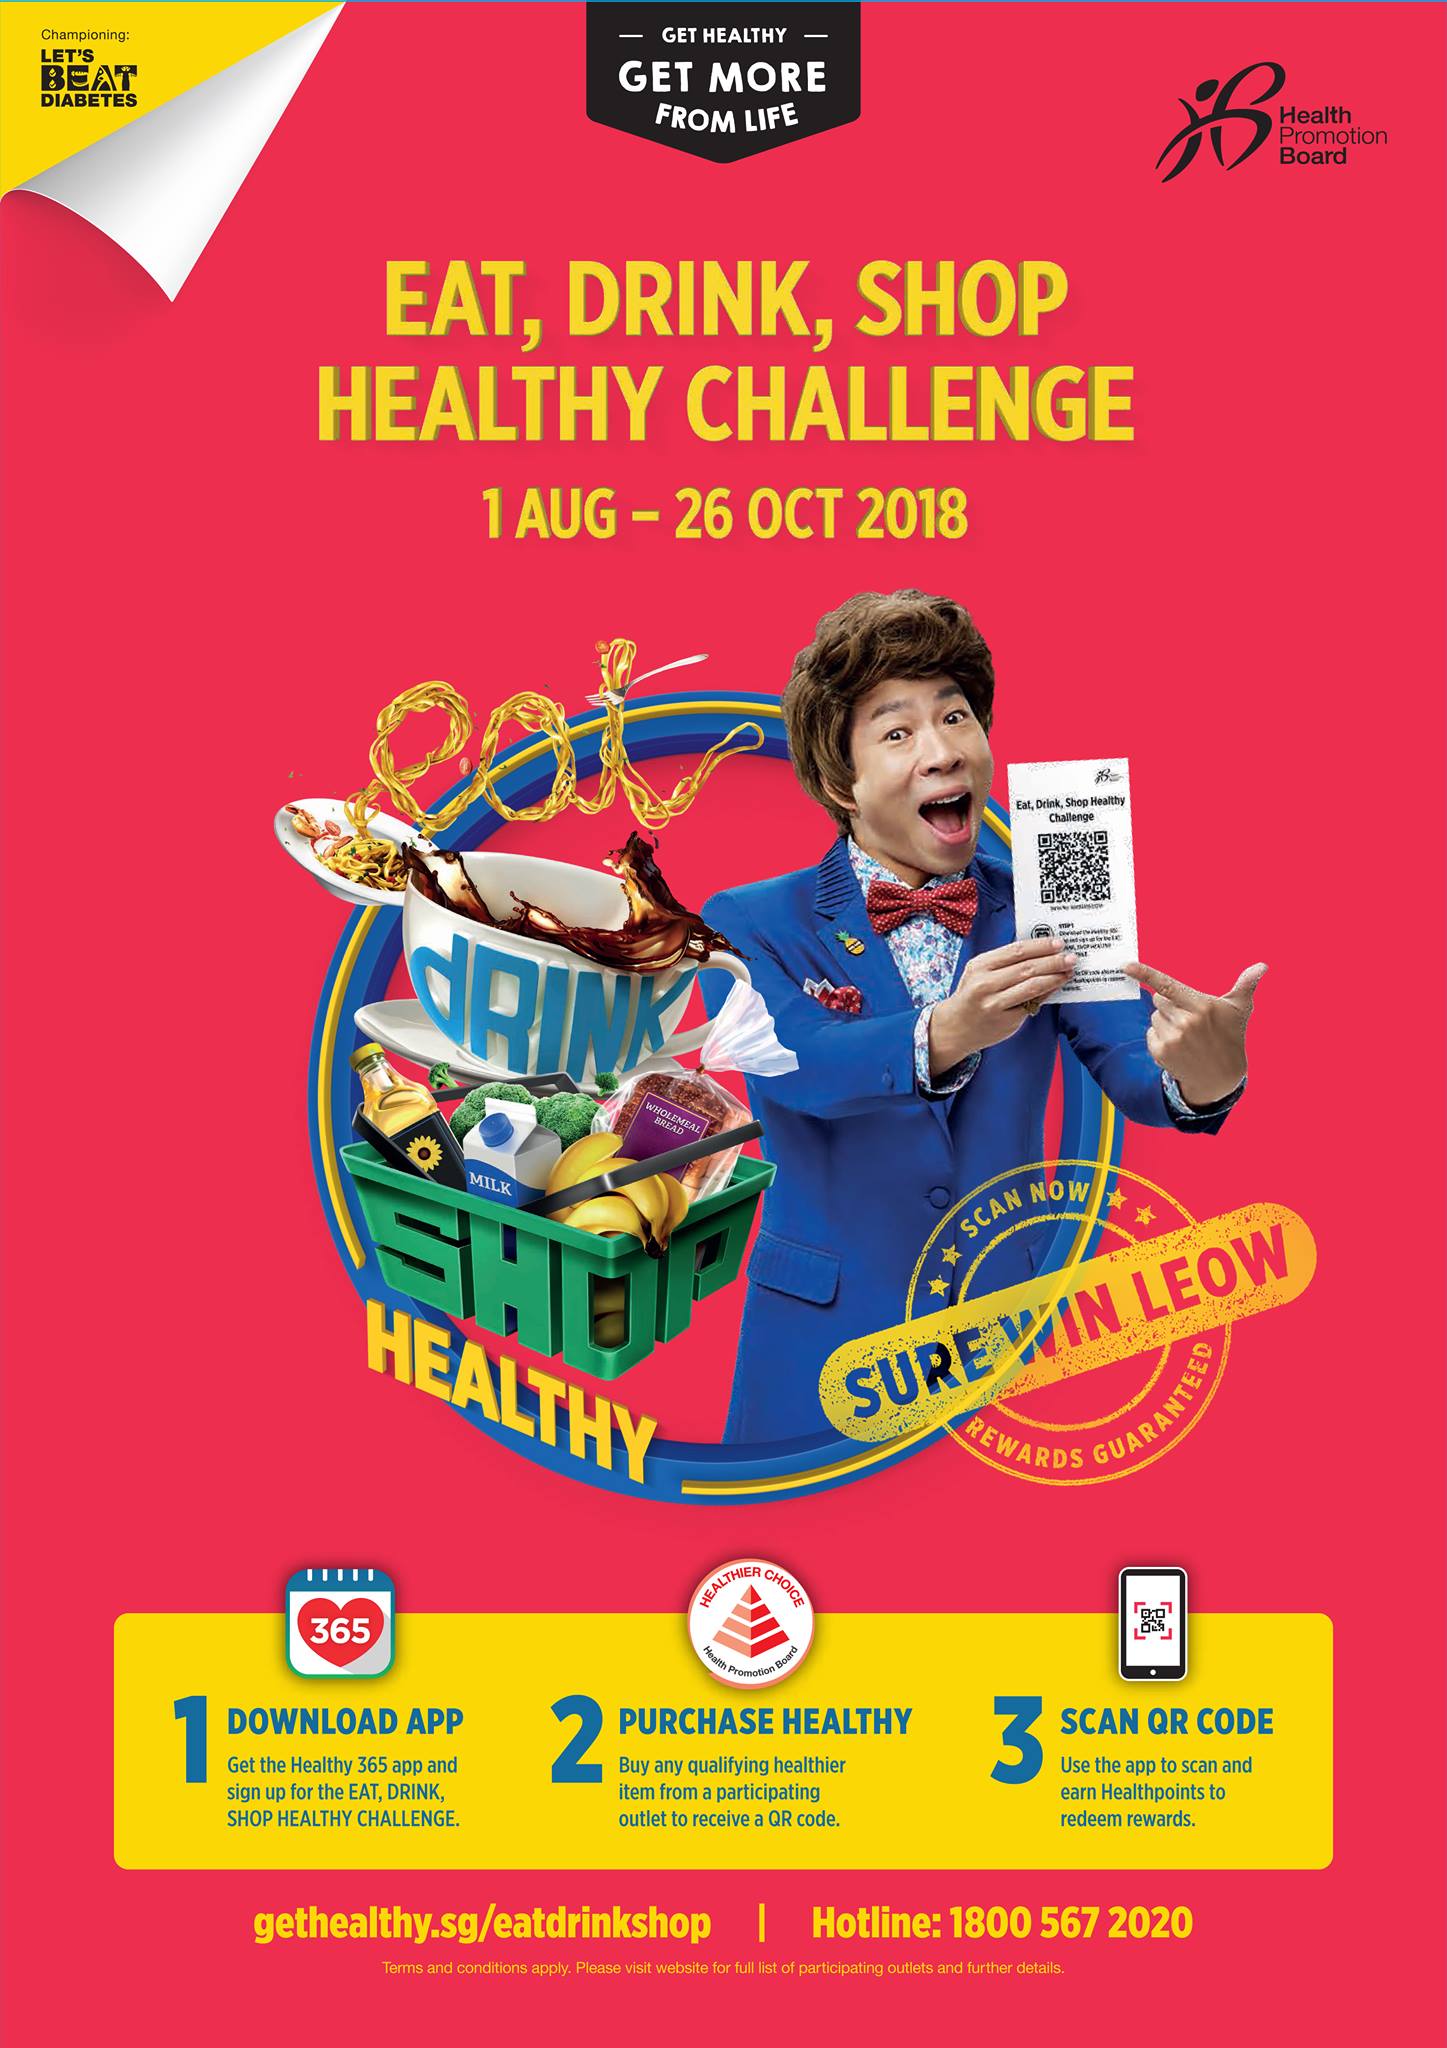 Championing:
LET'S
BEAT
DIABETES
GET HEALTHY
GET MORE
FROM LIFE
Health
Promotion
Board
EAT, DRINK, SHOP
HEALTHY CHALLENGE
1 AUG – 26 OCT 2018
eat
Eat, Drink, Shop Healthy
Challenge
STEP 1
DRINK
WHOLEMEAL
BREAD
MILK
SHOP
HEALTHY
SCAN NOW
SURE WIN LEOW
REWARDS GUARANTEED
365
HEALTHIER CHOICE
Health Promotion Board
1 DOWNLOAD APP
Get the Healthy 365 app and
sign up for the EAT, DRINK,
SHOP HEALTHY CHALLENGE.
2 PURCHASE HEALTHY
Buy any qualifying healthier
item from a participating
outlet to receive a QR code.
3 SCAN QR CODE
Use the app to scan and
earn Healthpoints to
redeem rewards.
gethealthy.sg/eatdrinkshop | Hotline: 1800 567 2020
Terms and conditions apply. Please visit website for full list of participating outlets and further details.